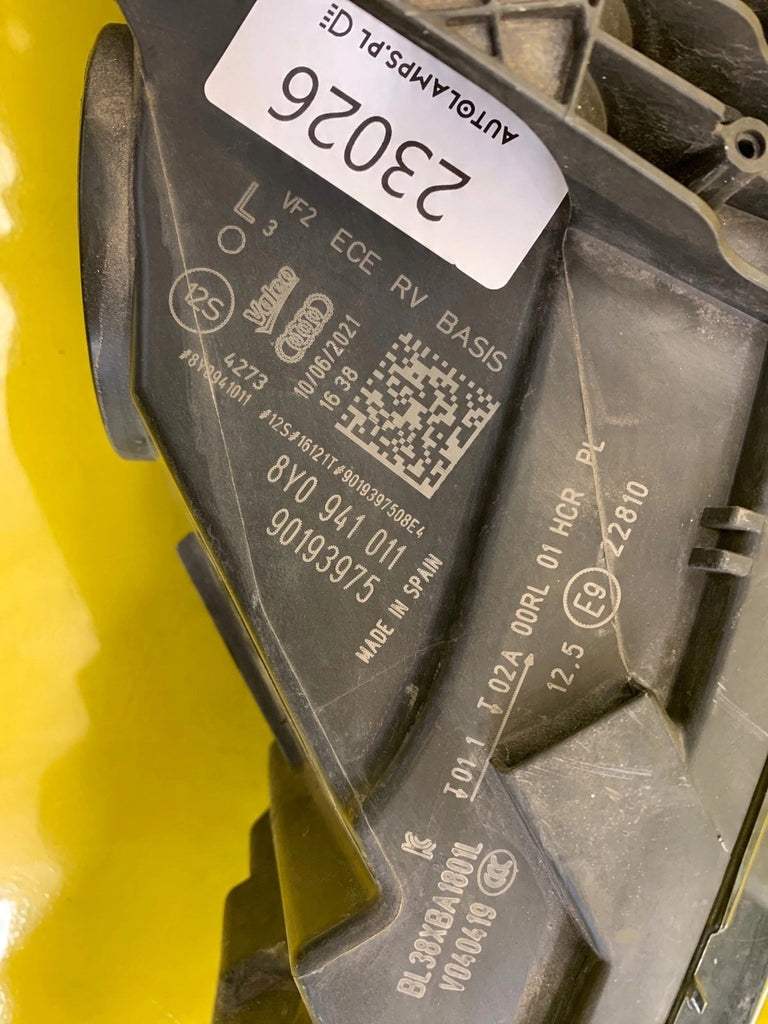 AUTOLAMPS.PL
23026
L 3
VF2 ECE RV BASIS
12S
Valeo
4273
10/06/2021
16 38
#8Y0941011 #12S#16121T#9019397508E4
8Y0 941 011
90193975
MADE IN SPAIN
01 1 02A 00RL 01 HCR PL
12.5 E9 22810
BL38XBA1801L
V040419
CCC